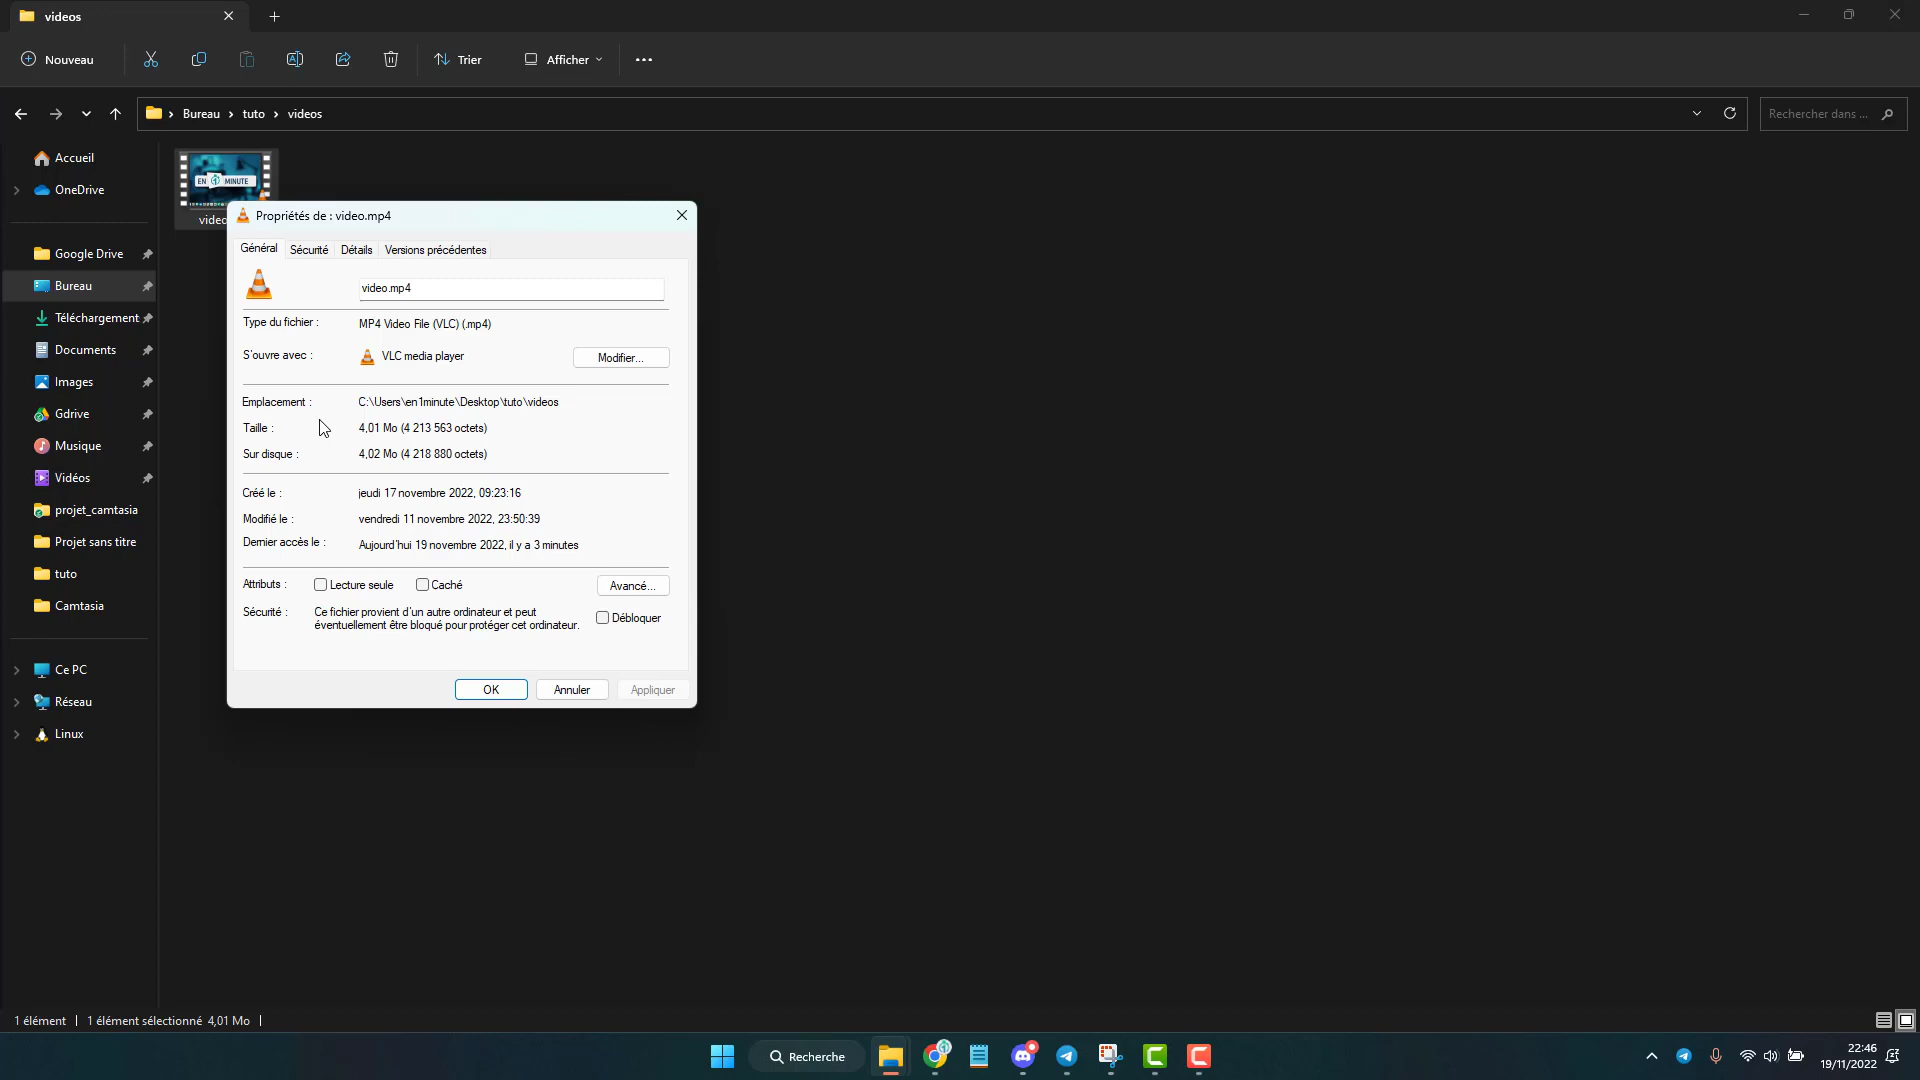 videos
Nouveau
Trier
Afficher
Bureau
tuto
videos
Rechercher dans ...
Accueil
OneDrive
Google Drive
Bureau
Téléchargement
Documents
Images
Gdrive
Musique
Vidéos
projet_camtasia
Projet sans titre
tuto
Camtasia
Ce PC
Réseau
Linux
EN 1 MINUTE
video
Propriétés de : video.mp4
Général
Sécurité
Détails
Versions précédentes
video.mp4
Type du fichier :
MP4 Video File (VLC) (.mp4)
S'ouvre avec :
VLC media player
Modifier...
Emplacement :
C:\Users\en1minute\Desktop\tuto\videos
Taille :
4,01 Mo (4 213 563 octets)
Sur disque :
4,02 Mo (4 218 880 octets)
Créé le :
jeudi 17 novembre 2022, 09:23:16
Modifié le :
vendredi 11 novembre 2022, 23:50:39
Dernier accès le :
Aujourd'hui 19 novembre 2022, il y a 3 minutes
Attributs :
Lecture seule
Caché
Avancé...
Sécurité :
Ce fichier provient d'un autre ordinateur et peut
éventuellement être bloqué pour protéger cet ordinateur.
Débloquer
OK
Annuler
Appliquer
1 élément
1 élément sélectionné 4,01 Mo
Recherche
22:46
19/11/2022